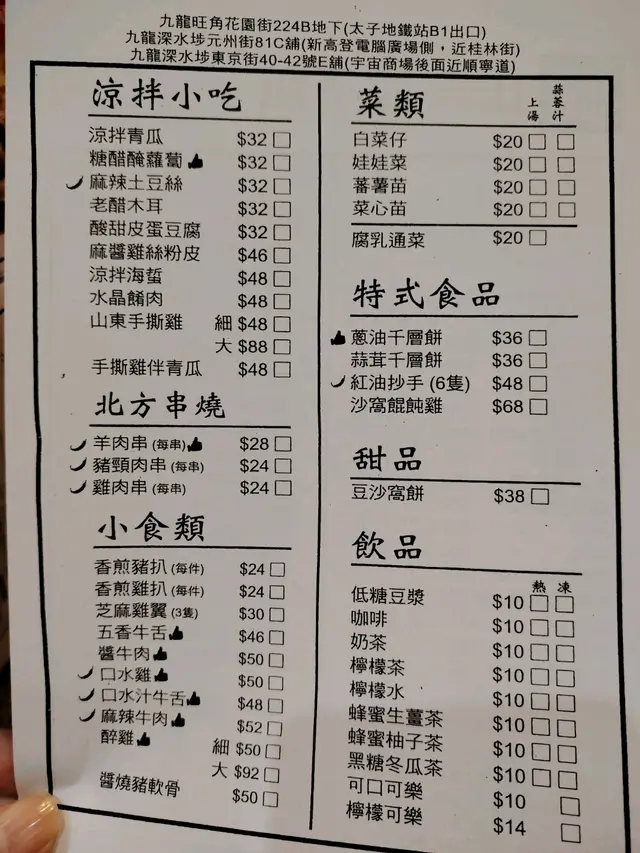 九龍旺角花園街224B地下(太子地鐵站B1出口)
九龍深水埗元州街81C舖(新高登電腦廣場側，近桂林街)
九龍深水埗東京街40-42號E舖(宇宙商場後面近順寧道)
涼拌小吃
涼拌青瓜 $32
糖醋醃蘿蔔 $32
麻辣土豆絲 $32
老醋木耳 $32
酸甜皮蛋豆腐 $32
麻醬雞絲粉皮 $46
涼拌海蜇 $48
水晶餚肉 $48
山東手撕雞 細 $48
大 $88
手撕雞伴青瓜 $48
北方串燒
羊肉串 (每串) $28
豬頸肉串 (每串) $24
雞肉串 (每串) $24
小食類
香煎豬扒 (每件) $24
香煎雞扒 (每件) $24
芝麻雞翼 (3隻) $30
五香牛舌 $46
醬牛肉 $50
口水雞 $50
口水汁牛舌 $48
麻辣牛肉 $52
醉雞 細 $50
大 $92
醬燒豬軟骨 $50
菜類 上湯 蒜蓉汁
白菜仔 $20
娃娃菜 $20
蕃薯苗 $20
菜心苗 $20
腐乳通菜 $20
特式食品
蔥油千層餅 $36
蒜茸千層餅 $36
紅油抄手 (6隻) $48
沙窩餛飩雞 $68
甜品
豆沙窩餅 $38
飲品
熱 凍
低糖豆漿 $10
咖啡 $10
奶茶 $10
檸檬茶 $10
檸檬水 $10
蜂蜜生薑茶 $10
蜂蜜柚子茶 $10
黑糖冬瓜茶 $10
可口可樂 $10
檸檬可樂 $14